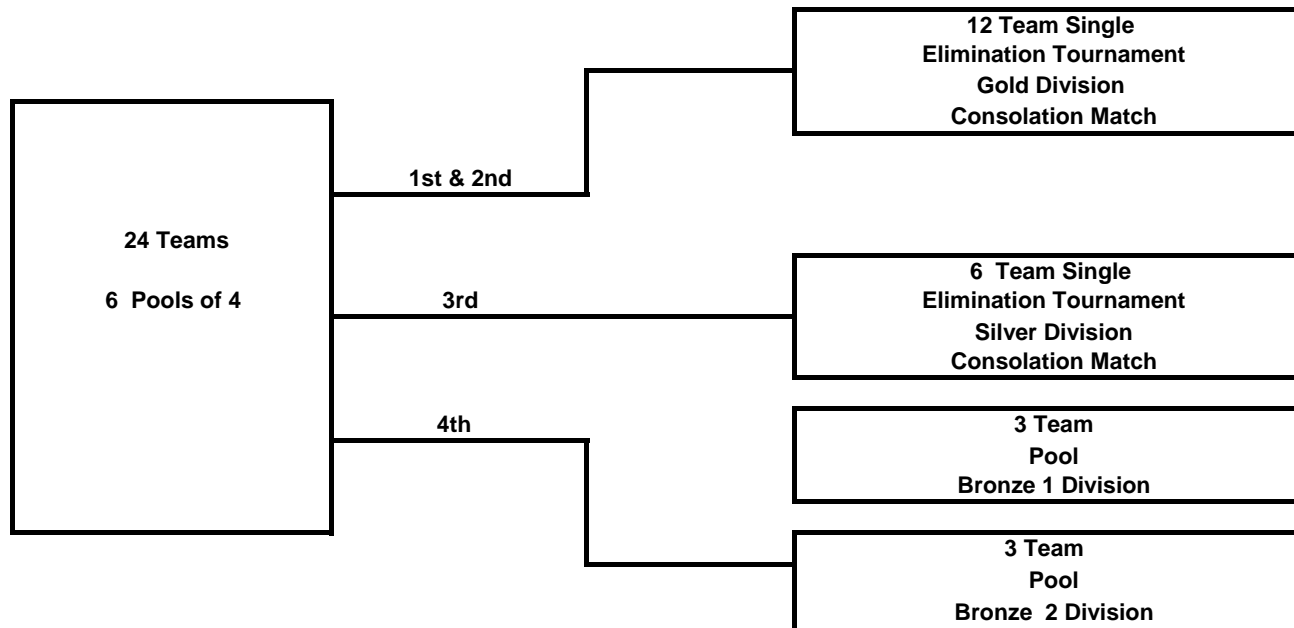 12 Team Single
Elimination Tournament
Gold Division
Consolation Match
1st & 2nd
24 Teams
6 Pools of 4
3rd
6 Team Single
Elimination Tournament
Silver Division
Consolation Match
4th
3 Team
Pool
Bronze 1 Division
3 Team
Pool
Bronze 2 Division